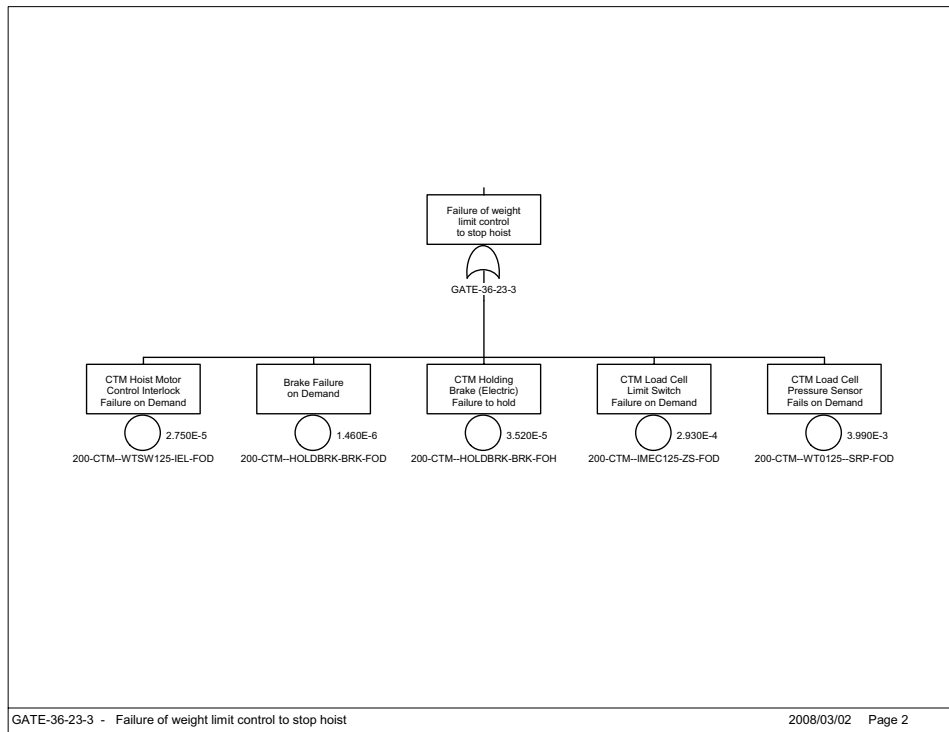 Failure of weight
limit control
to stop hoist
GATE-36-23-3
CTM Hoist Motor
Control Interlock
Failure on Demand
2.750E-5
200-CTM--WTSW125-IEL-FOD
Brake Failure
on Demand
1.460E-6
200-CTM--HOLDBRK-BRK-FOD
CTM Holding
Brake (Electric)
Failure to hold
3.520E-5
200-CTM--HOLDBRK-BRK-FOH
CTM Load Cell
Limit Switch
Failure on Demand
2.930E-4
200-CTM--IMEC125-ZS-FOD
CTM Load Cell
Pressure Sensor
Fails on Demand
3.990E-3
200-CTM--WT0125--SRP-FOD
GATE-36-23-3 - Failure of weight limit control to stop hoist
2008/03/02 Page 2